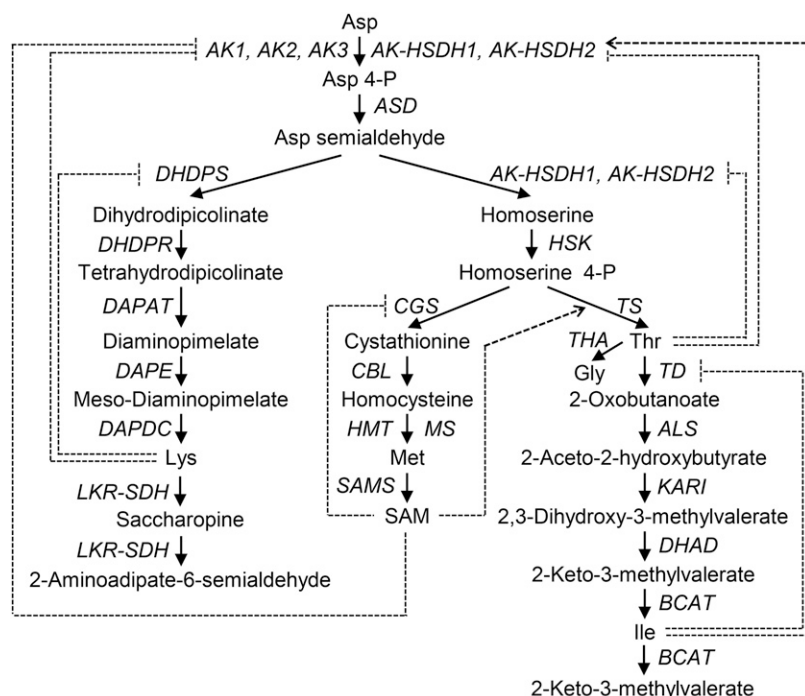 Asp
AK1, AK2, AK3 AK-HSDH1, AK-HSDH2
Asp 4-P
ASD
Asp semialdehyde
DHDPS AK-HSDH1, AK-HSDH2
Dihydrodipicolinate Homoserine
DHDPR HSK
Tetrahydrodipicolinate Homoserine 4-P
DAPAT CGS TS
Diaminopimelate Cystathionine THA Thr
DAPE CBL Gly TD
Meso-Diaminopimelate Homocysteine 2-Oxobutanoate
DAPDC HMT MS ALS
Lys Met 2-Aceto-2-hydroxybutyrate
LKR-SDH SAMS KARI
Saccharopine SAM 2,3-Dihydroxy-3-methylvalerate
LKR-SDH DHAD
2-Aminoadipate-6-semialdehyde 2-Keto-3-methylvalerate
BCAT
Ile
BCAT
2-Keto-3-methylvalerate